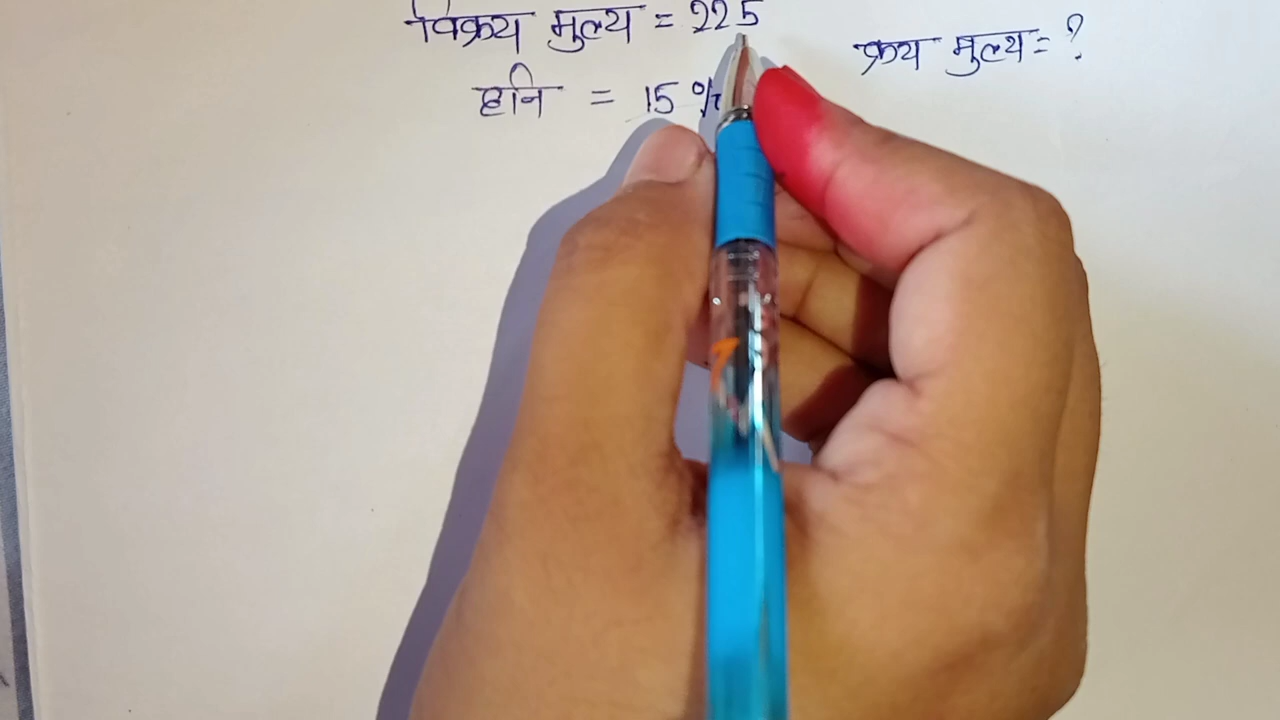 विक्रय मुल्य = 225
क्रय मुल्य = ?
हानि = 15 %